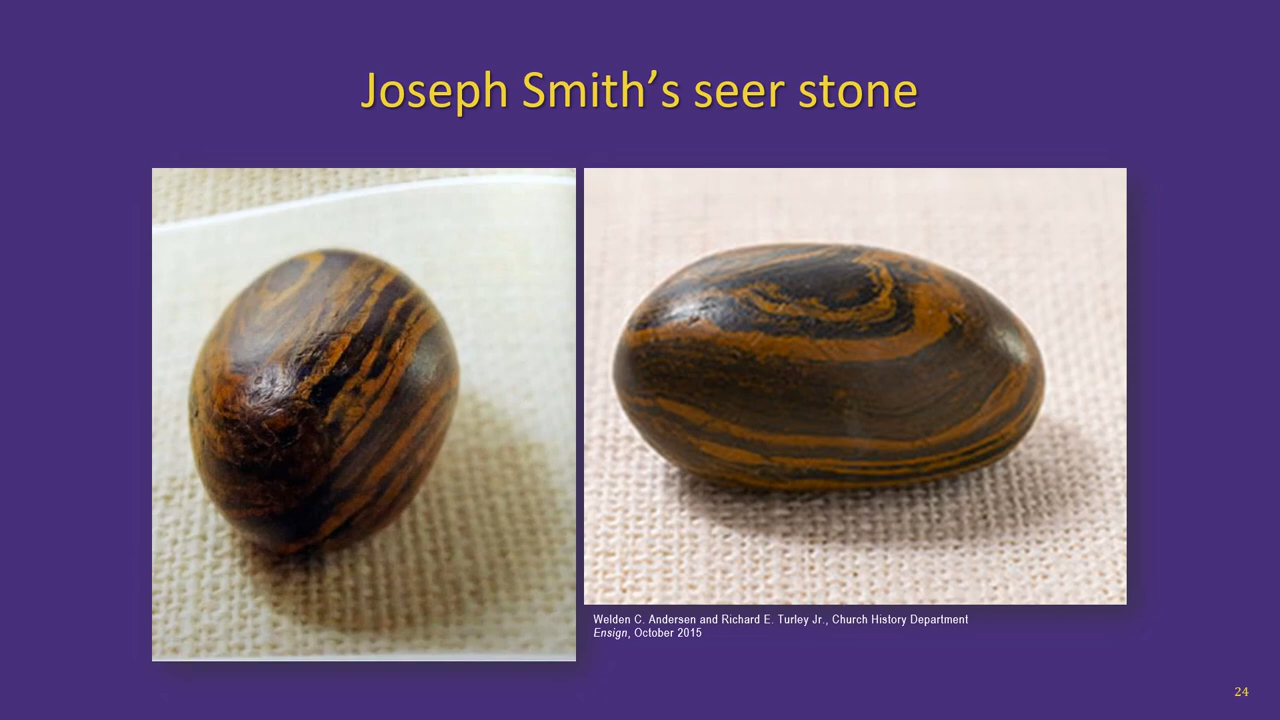 Joseph Smith’s seer stone
Welden C. Andersen and Richard E. Turley Jr., Church History Department
Ensign, October 2015
24